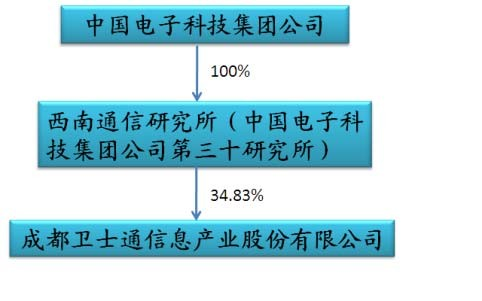 中国电子科技集团公司
100%
西南通信研究所（中国电子科
技集团公司第三十研究所）
34.83%
成都卫士通信息产业股份有限公司